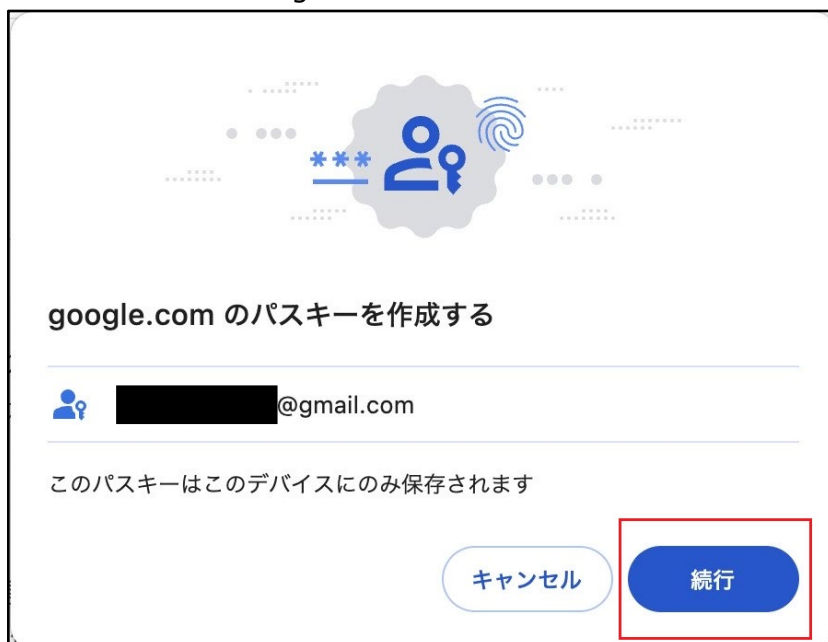 ***
google.com のパスキーを作成する
@gmail.com
このパスキーはこのデバイスにのみ保存されます
キャンセル 続行